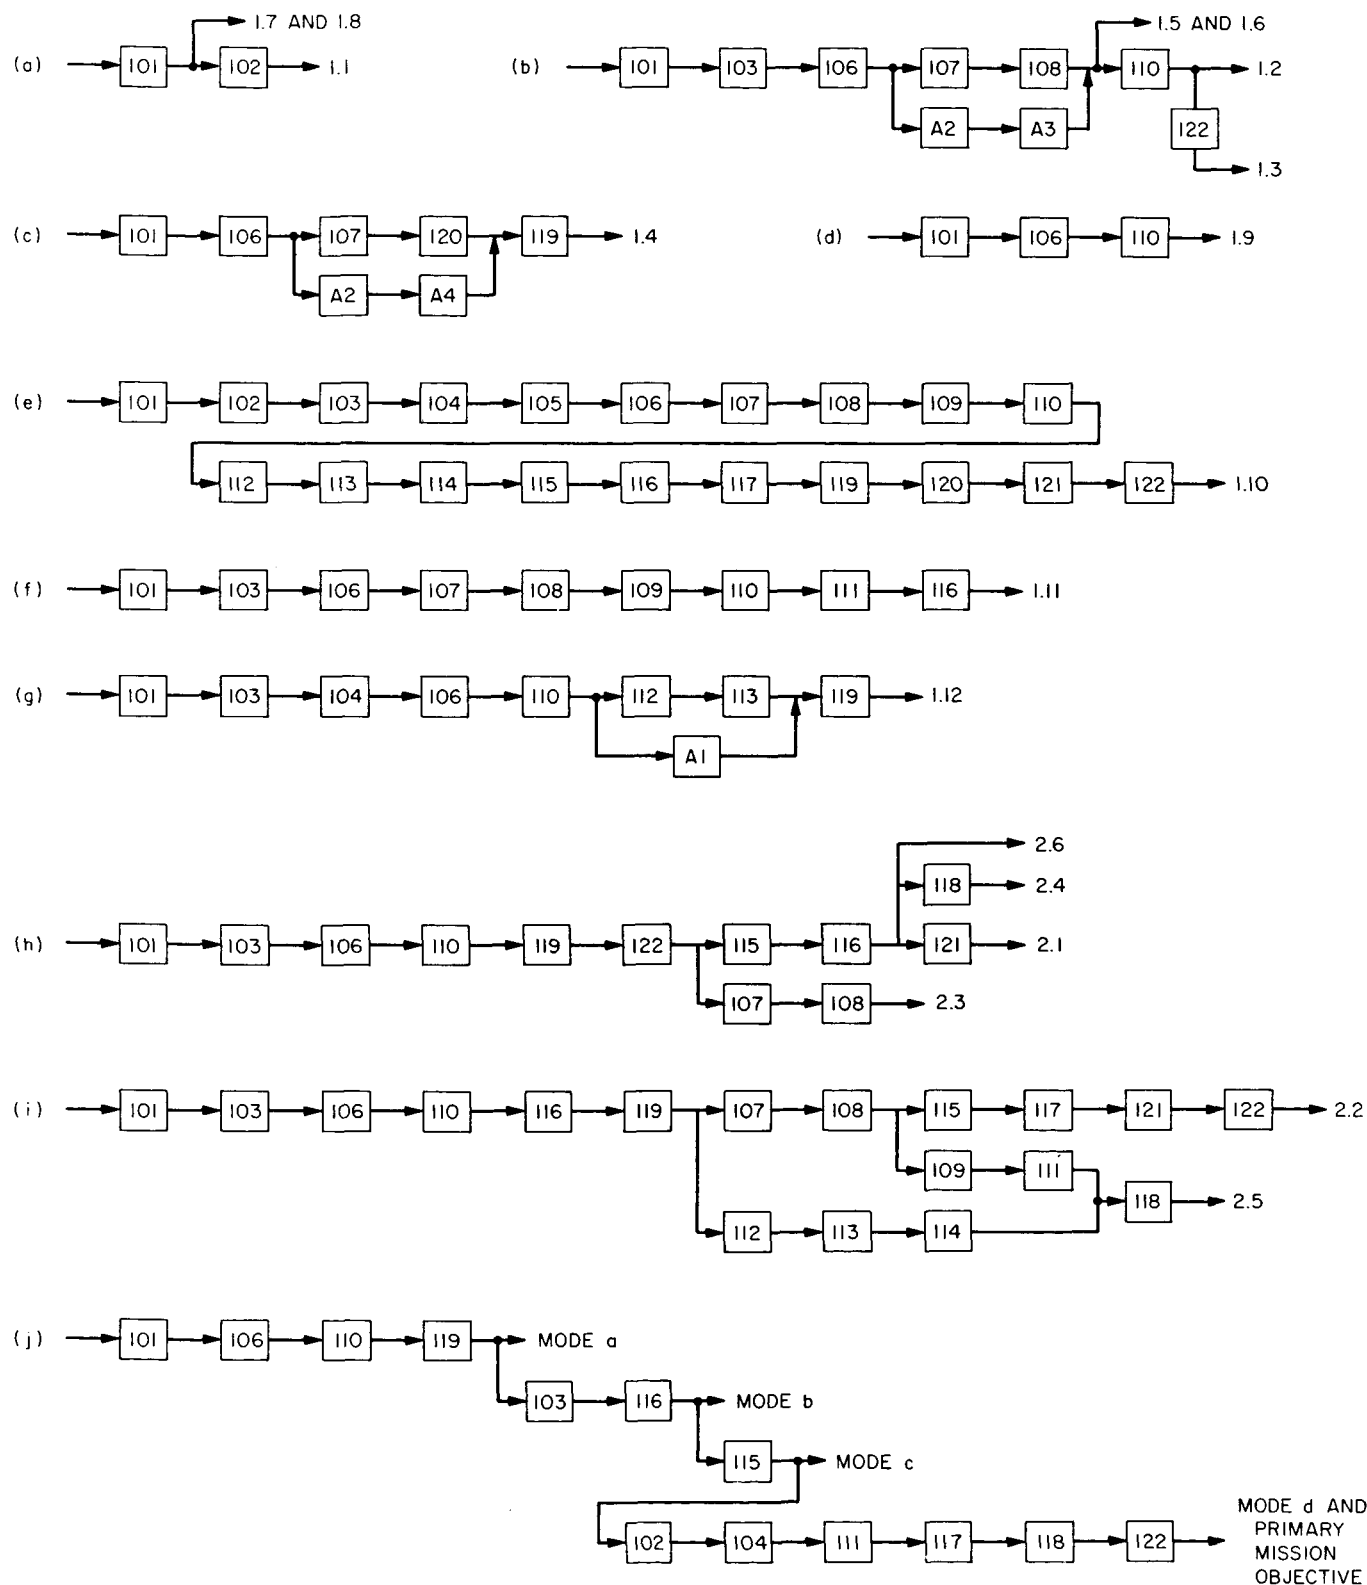 1.7 AND 1.8
(a) 101 102 1.1
1.5 AND 1.6
(b) 101 103 106 107 108 110 1.2
A2 A3 122
1.3
(c) 101 106 107 120 119 1.4
A2 A4
(d) 101 106 110 1.9
(e) 101 102 103 104 105 106 107 108 109 110
112 113 114 115 116 117 119 120 121 122 1.10
(f) 101 103 106 107 108 109 110 111 116 1.11
(g) 101 103 104 106 110 112 113 119 1.12
A1
2.6
118 2.4
(h) 101 103 106 110 119 122 115 116 121 2.1
107 108 2.3
(i) 101 103 106 110 116 119 107 108 115 117 121 122 2.2
109 111
118 2.5
112 113 114
(j) 101 106 110 119 MODE a
103 116 MODE b
115 MODE c
102 104 111 117 118 122
MODE d AND
PRIMARY
MISSION
OBJECTIVE